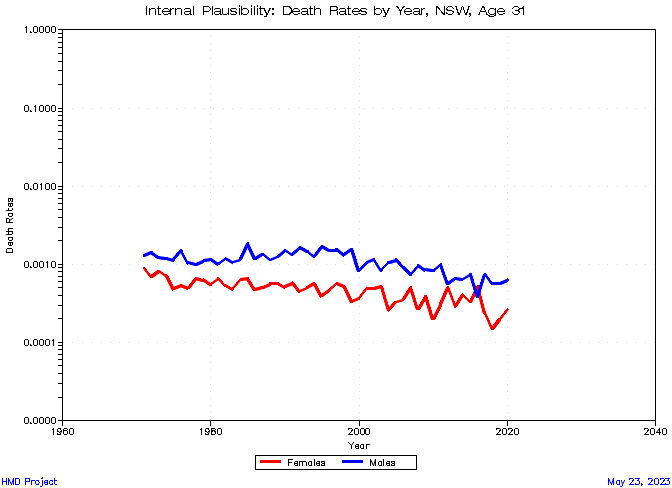 Internal Plausibility: Death Rates by Year, NSW, Age 31
1.0000
0.1000
0.0100
0.0010
0.0001
0.0000
Death Rates
1960 1980 2000 2020 2040
Year
Females Males
HMD Project May 23, 2023